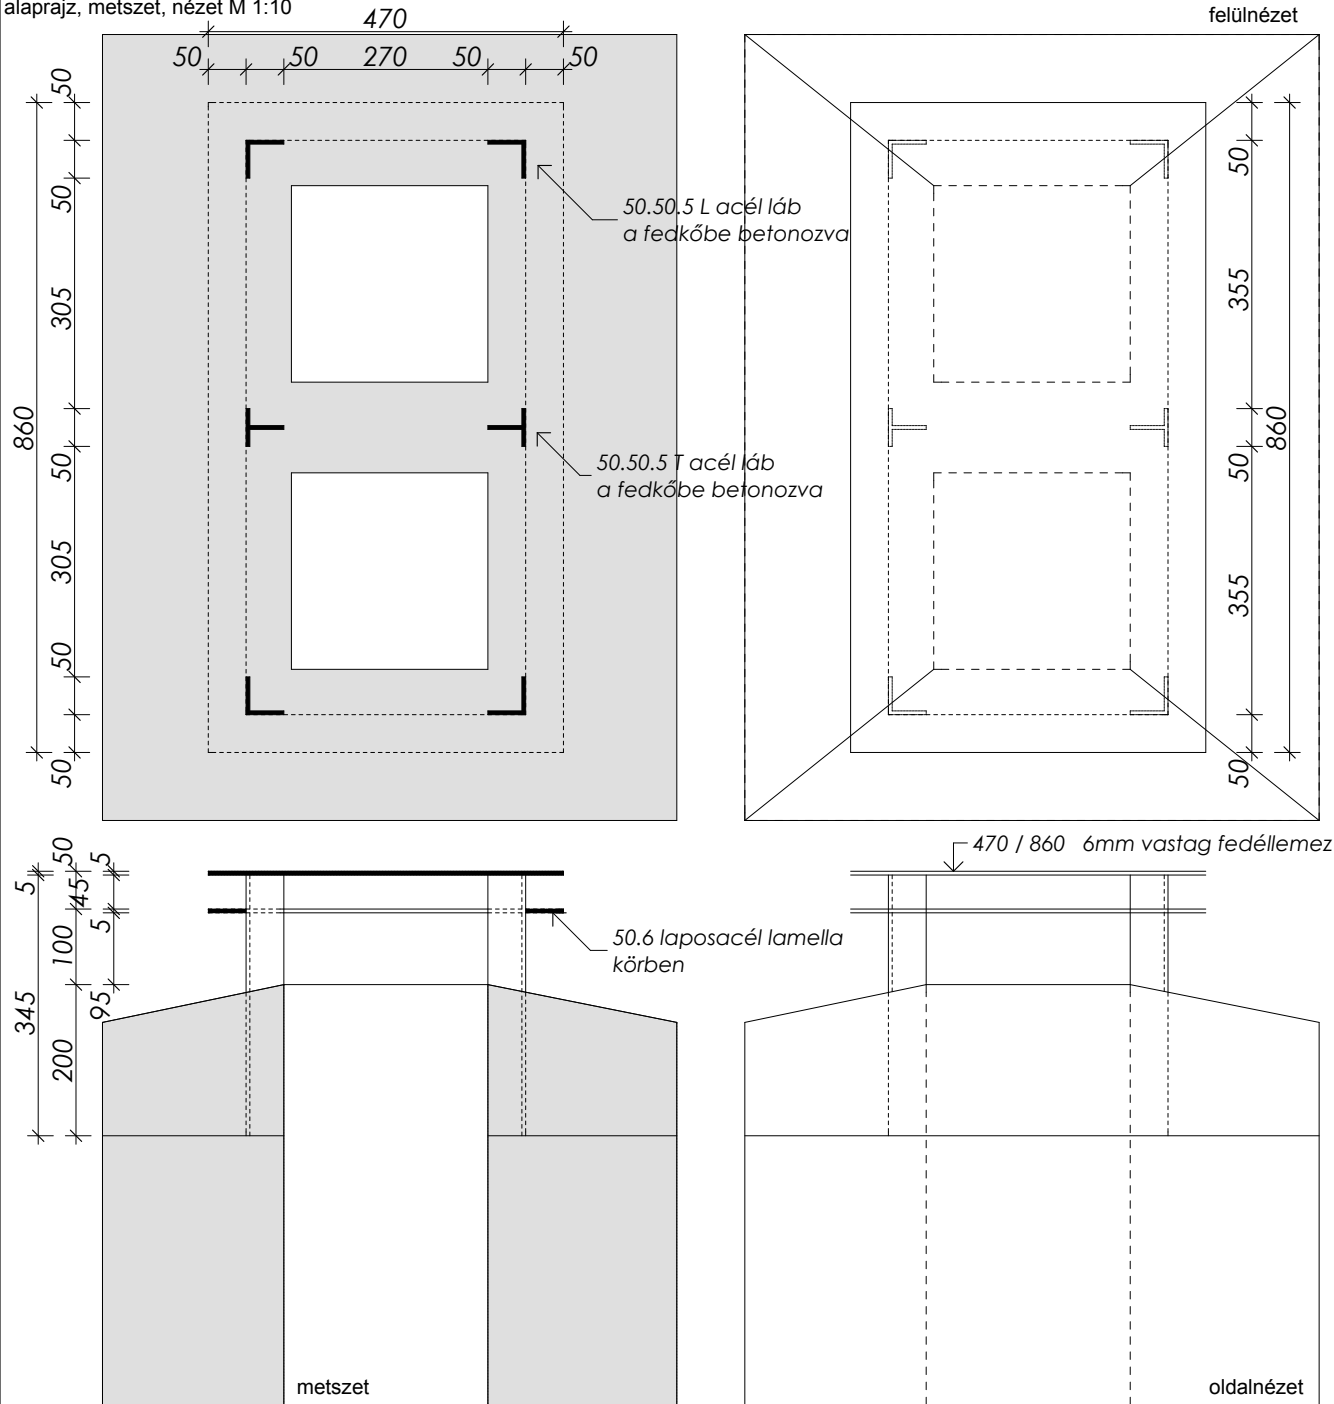 alaprajz, metszet, nézet M 1:10
felülnézet
470
50 50 270 50 50
50
50
305
860
50
305
50
50
50.50.5 L acél láb
a fedkőbe betonozva
50.50.5 T acél láb
a fedkőbe betonozva
50
355
860
50
355
50
470 / 860 6mm vastag fedéllemez
50
5
5
45
5
100
95
345
200
50.6 laposacél lamella
körben
metszet
oldalnézet